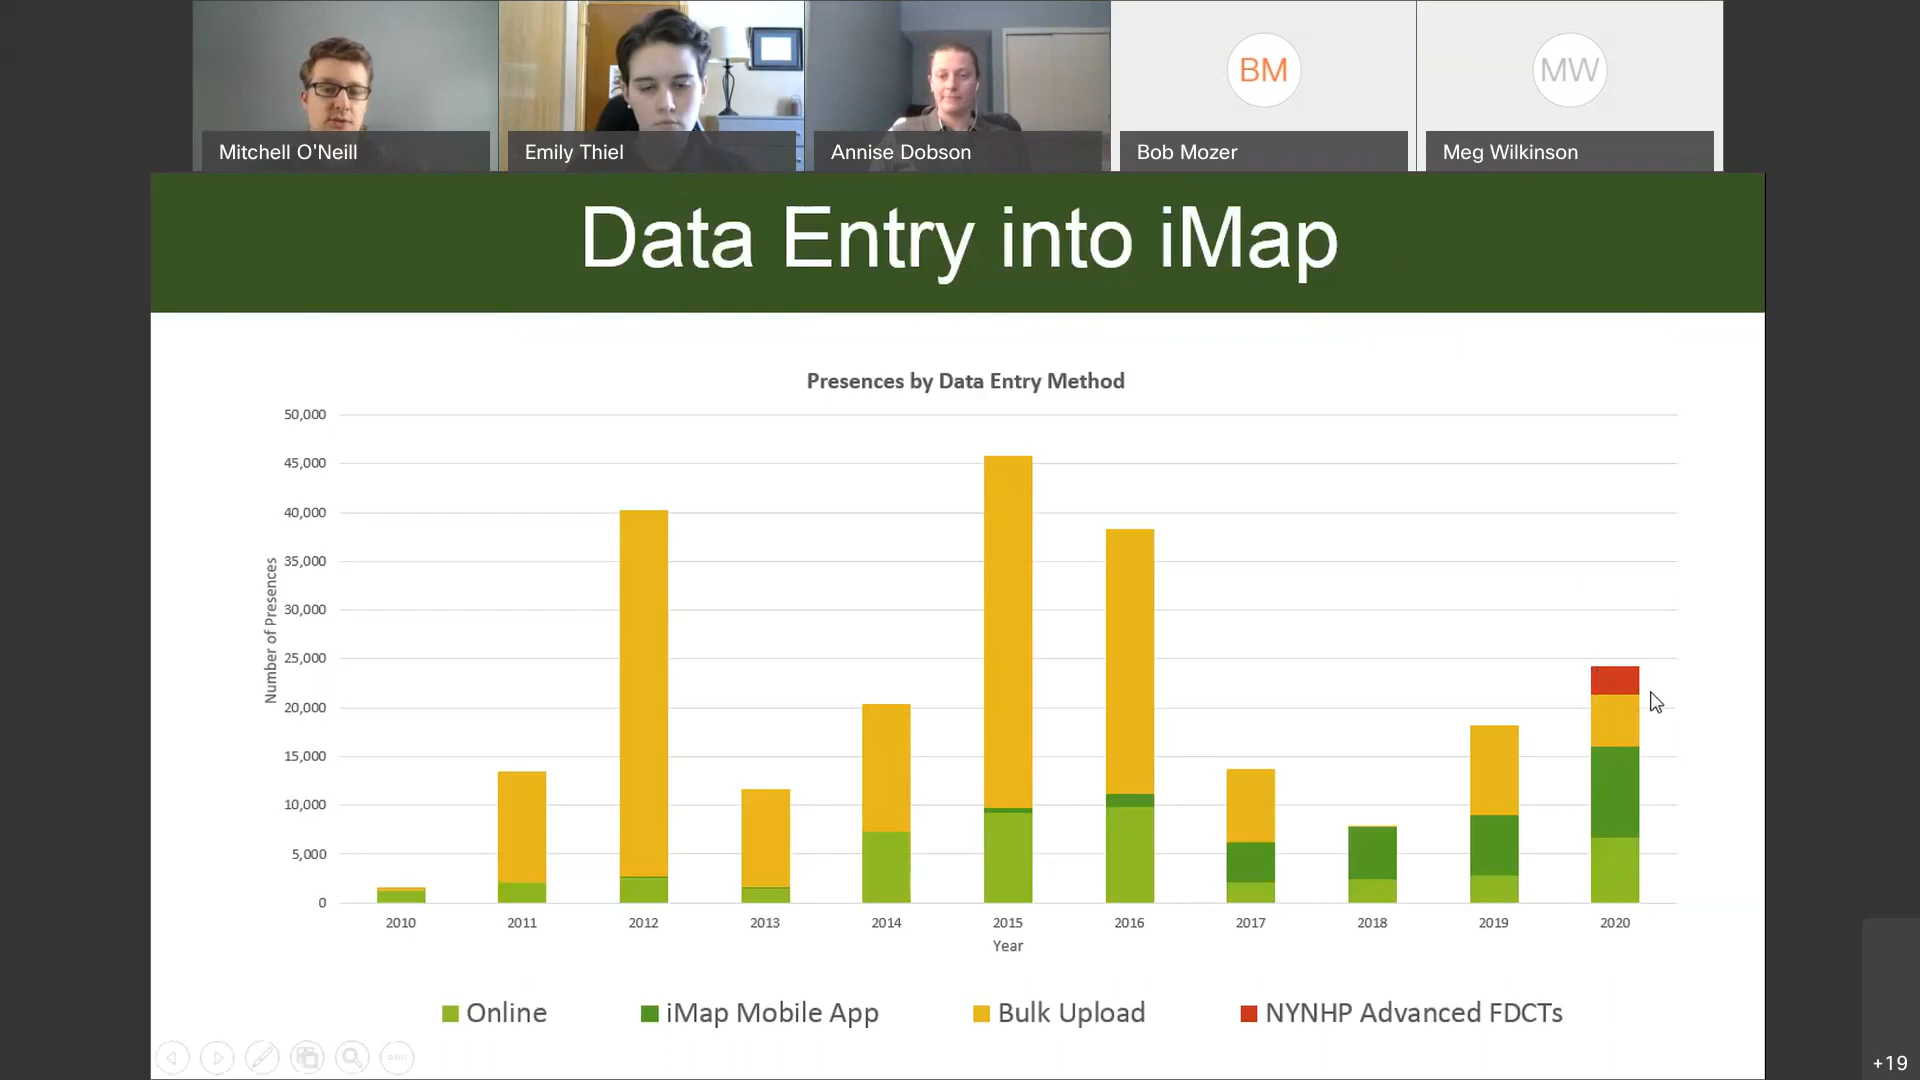 BM
MW
Mitchell O'Neill
Emily Thiel
Annise Dobson
Bob Mozer
Meg Wilkinson
Data Entry into iMap
Presences by Data Entry Method
50,000
45,000
40,000
35,000
30,000
25,000
20,000
15,000
10,000
5,000
0
Number of Presences
2010 2011 2012 2013 2014 2015 2016 2017 2018 2019 2020
Year
Online iMap Mobile App Bulk Upload NYNHP Advanced FDCTs
+19